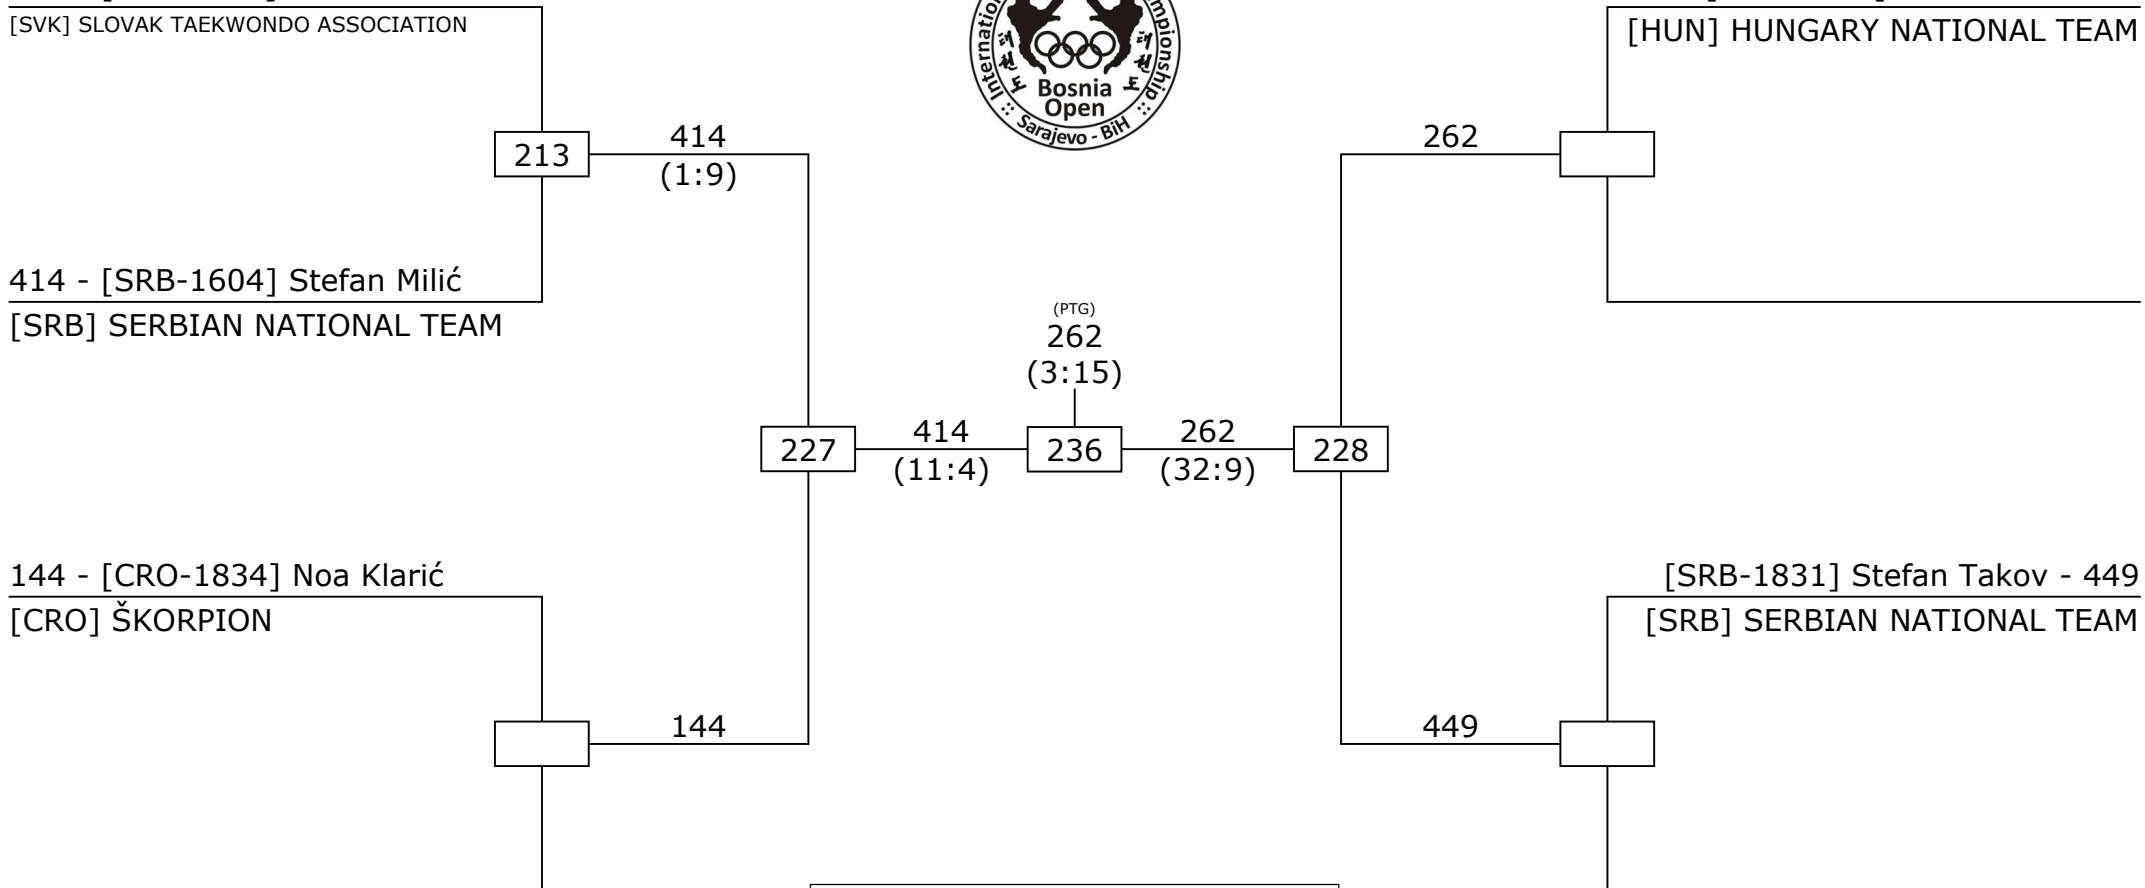 [SVK] SLOVAK TAEKWONDO ASSOCIATION
[HUN] HUNGARY NATIONAL TEAM
Bosnia
Open
Sarajevo - BiH
213
414
(1:9)
262
414 - [SRB-1604] Stefan Milić
[SRB] SERBIAN NATIONAL TEAM
(PTG)
262
(3:15)
227
414
(11:4)
236
262
(32:9)
228
144 - [CRO-1834] Noa Klarić
[CRO] ŠKORPION
[SRB-1831] Stefan Takov - 449
[SRB] SERBIAN NATIONAL TEAM
144
449